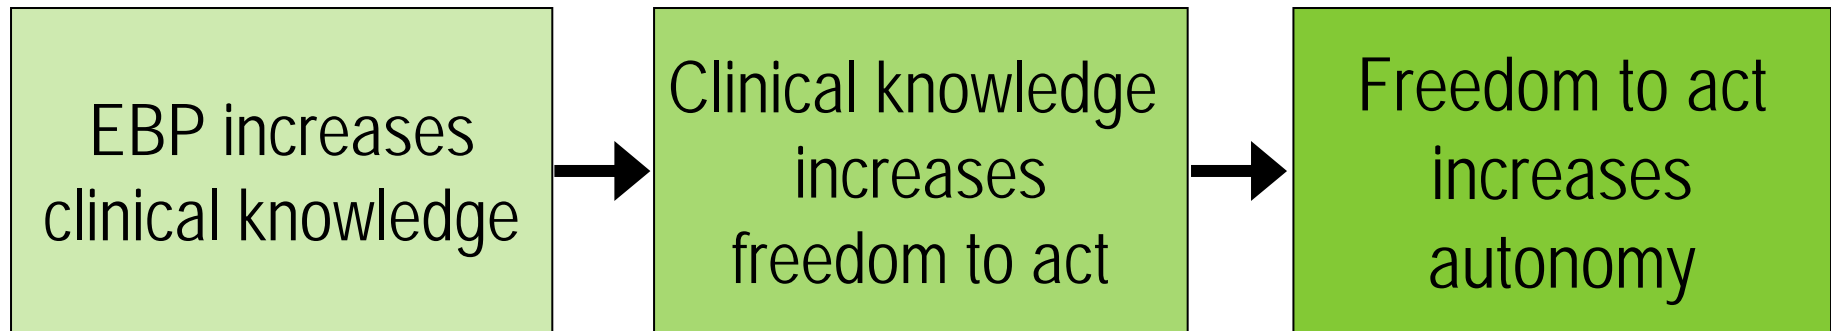 EBP increases
clinical knowledge
Clinical knowledge
increases
freedom to act
Freedom to act
increases
autonomy